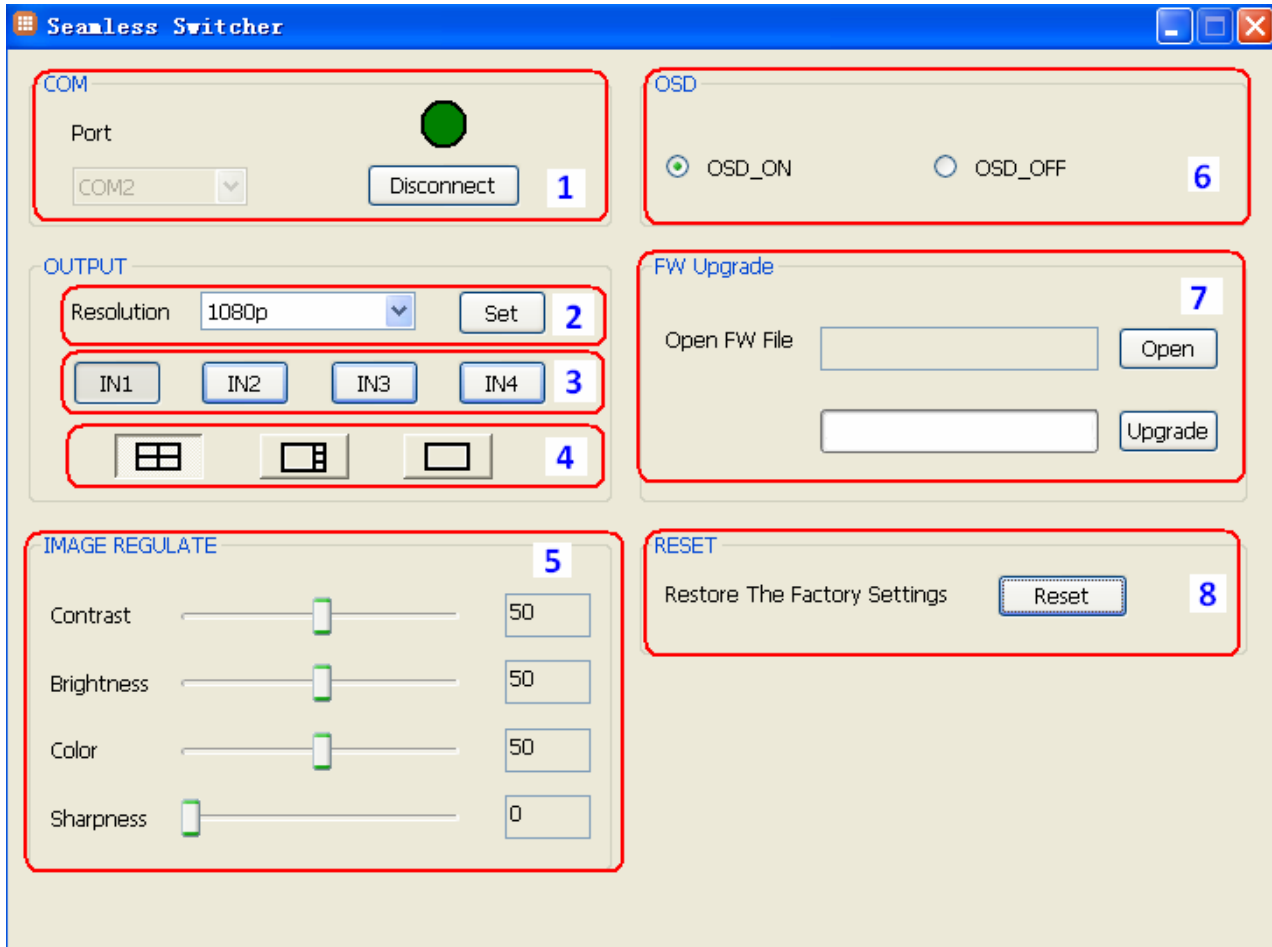 Seamless Switcher
COM
Port
COM2
Disconnect
1
OUTPUT
Resolution
1080p
Set
2
IN1
IN2
IN3
IN4
3
4
IMAGE REGULATE
5
Contrast
50
Brightness
50
Color
50
Sharpness
0
OSD
OSD_ON
OSD_OFF
6
FW Upgrade
7
Open FW File
Open
Upgrade
RESET
Restore The Factory Settings
Reset
8